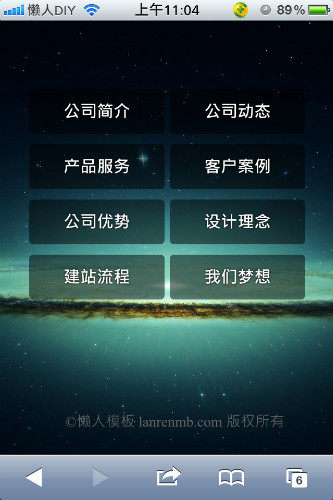 懒人DIY 上午11:04 89%
公司简介 公司动态
产品服务 客户案例
公司优势 设计理念
建站流程 我们梦想
©懒人模板 lanrenmb.com 版权所有
6